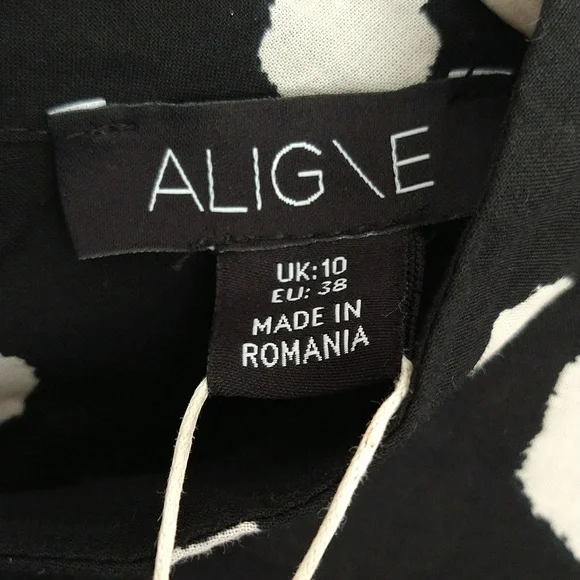 ALIG\E
UK:10
EU: 38
MADE IN
ROMANIA